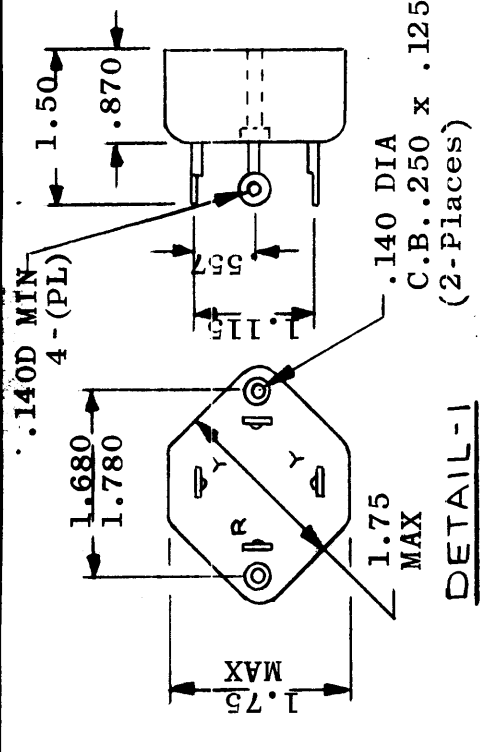 .140D MIN
4-(PL)
1.50
.870
.557
1.115
.140 DIA
C.B..250 x .125
(2-Places)
1.680
1.780
R
Y
Y
1.75
MAX
1.75
MAX
DETAIL-1